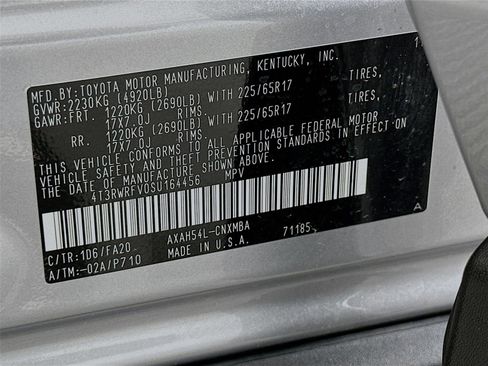 MFD.BY:TOYOTA MOTOR MANUFACTURING, KENTUCKY, INC.
GVWR:2230KG (4920LB)
GAWR:FRT. 1220KG (2690LB) WITH 225/65R17 TIRES,
17X7.0J RIMS.
RR. 1220KG (2690LB) WITH 225/65R17 TIRES,
17X7.0J RIMS.
THIS VEHICLE CONFORMS TO ALL APPLICABLE FEDERAL MOTOR
VEHICLE SAFETY AND THEFT PREVENTION STANDARDS IN EFFECT ON
THE DATE OF MANUFACTURE SHOWN ABOVE.
4T3RWRFV0SU164456 MPV
C/TR:1D6/FA20 AXAH54L-CNXMBA
A/TM:-02A/P710 MADE IN U.S.A. 71185
A